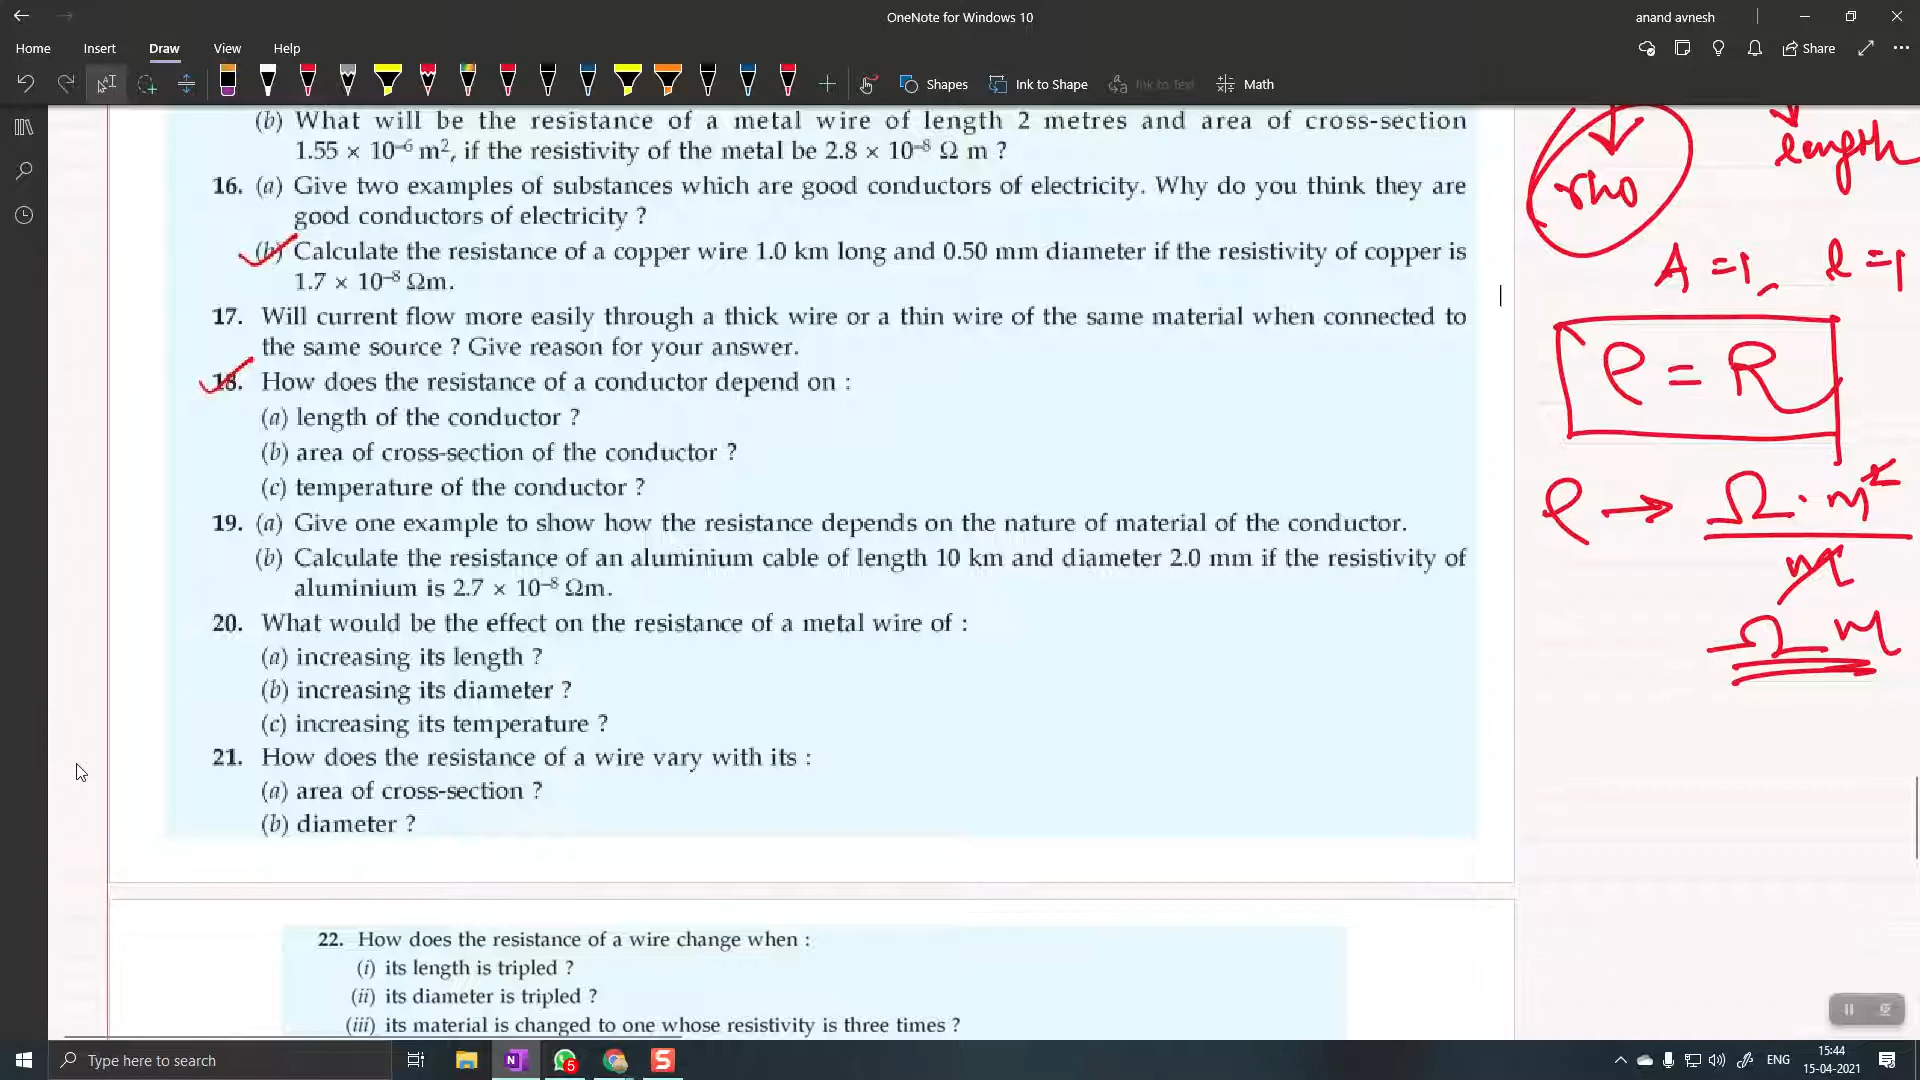 OneNote for Windows 10
anand avnesh
Home Insert Draw View Help
Share
Shapes Ink to Shape Ink to Text Math
(b) What will be the resistance of a metal wire of length 2 metres and area of cross-section
1.55 × 10⁻⁶ m², if the resistivity of the metal be 2.8 × 10⁻⁸ Ω m ?
16. (a) Give two examples of substances which are good conductors of electricity. Why do you think they are
good conductors of electricity ?
(b) Calculate the resistance of a copper wire 1.0 km long and 0.50 mm diameter if the resistivity of copper is
1.7 × 10⁻⁸ Ωm.
17. Will current flow more easily through a thick wire or a thin wire of the same material when connected to
the same source ? Give reason for your answer.
18. How does the resistance of a conductor depend on :
(a) length of the conductor ?
(b) area of cross-section of the conductor ?
(c) temperature of the conductor ?
19. (a) Give one example to show how the resistance depends on the nature of material of the conductor.
(b) Calculate the resistance of an aluminium cable of length 10 km and diameter 2.0 mm if the resistivity of
aluminium is 2.7 × 10⁻⁸ Ωm.
20. What would be the effect on the resistance of a metal wire of :
(a) increasing its length ?
(b) increasing its diameter ?
(c) increasing its temperature ?
21. How does the resistance of a wire vary with its :
(a) area of cross-section ?
(b) diameter ?
22. How does the resistance of a wire change when :
(i) its length is tripled ?
(ii) its diameter is tripled ?
(iii) its material is changed to one whose resistivity is three times ?
length
rho
A = 1, l = 1
ρ = R
ρ → Ω · m²
m
Ω m
Type here to search
5
ENG
15:44
15-04-2021